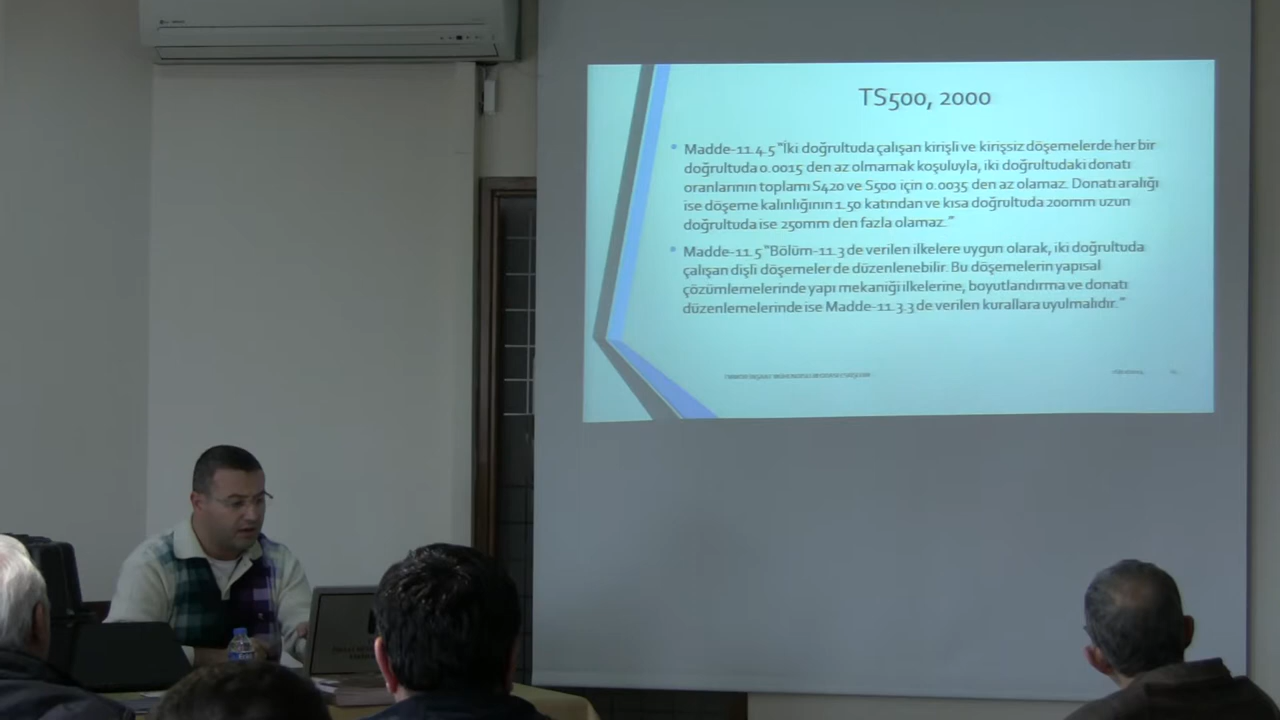 TS500, 2000
• Madde-11.4.5 "İki doğrultuda çalışan kirişli ve kirişsiz döşemelerde her bir
doğrultuda 0.0015 den az olmamak koşuluyla, iki doğrultudaki donatı
oranlarının toplamı S420 ve S500 için 0.0035 den az olamaz. Donatı aralığı
ise döşeme kalınlığının 1.50 katından ve kısa doğrultuda 200mm uzun
doğrultuda ise 250mm den fazla olamaz."
• Madde-11.5 "Bölüm-11.3 de verilen ilkelere uygun olarak, iki doğrultuda
çalışan dişli döşemeler de düzenlenebilir. Bu döşemelerin yapısal
çözümlemelerinde yapı mekaniği ilkelerine, boyutlandırma ve donatı
düzenlemelerinde ise Madde-11.3.3 de verilen kurallara uyulmalıdır."